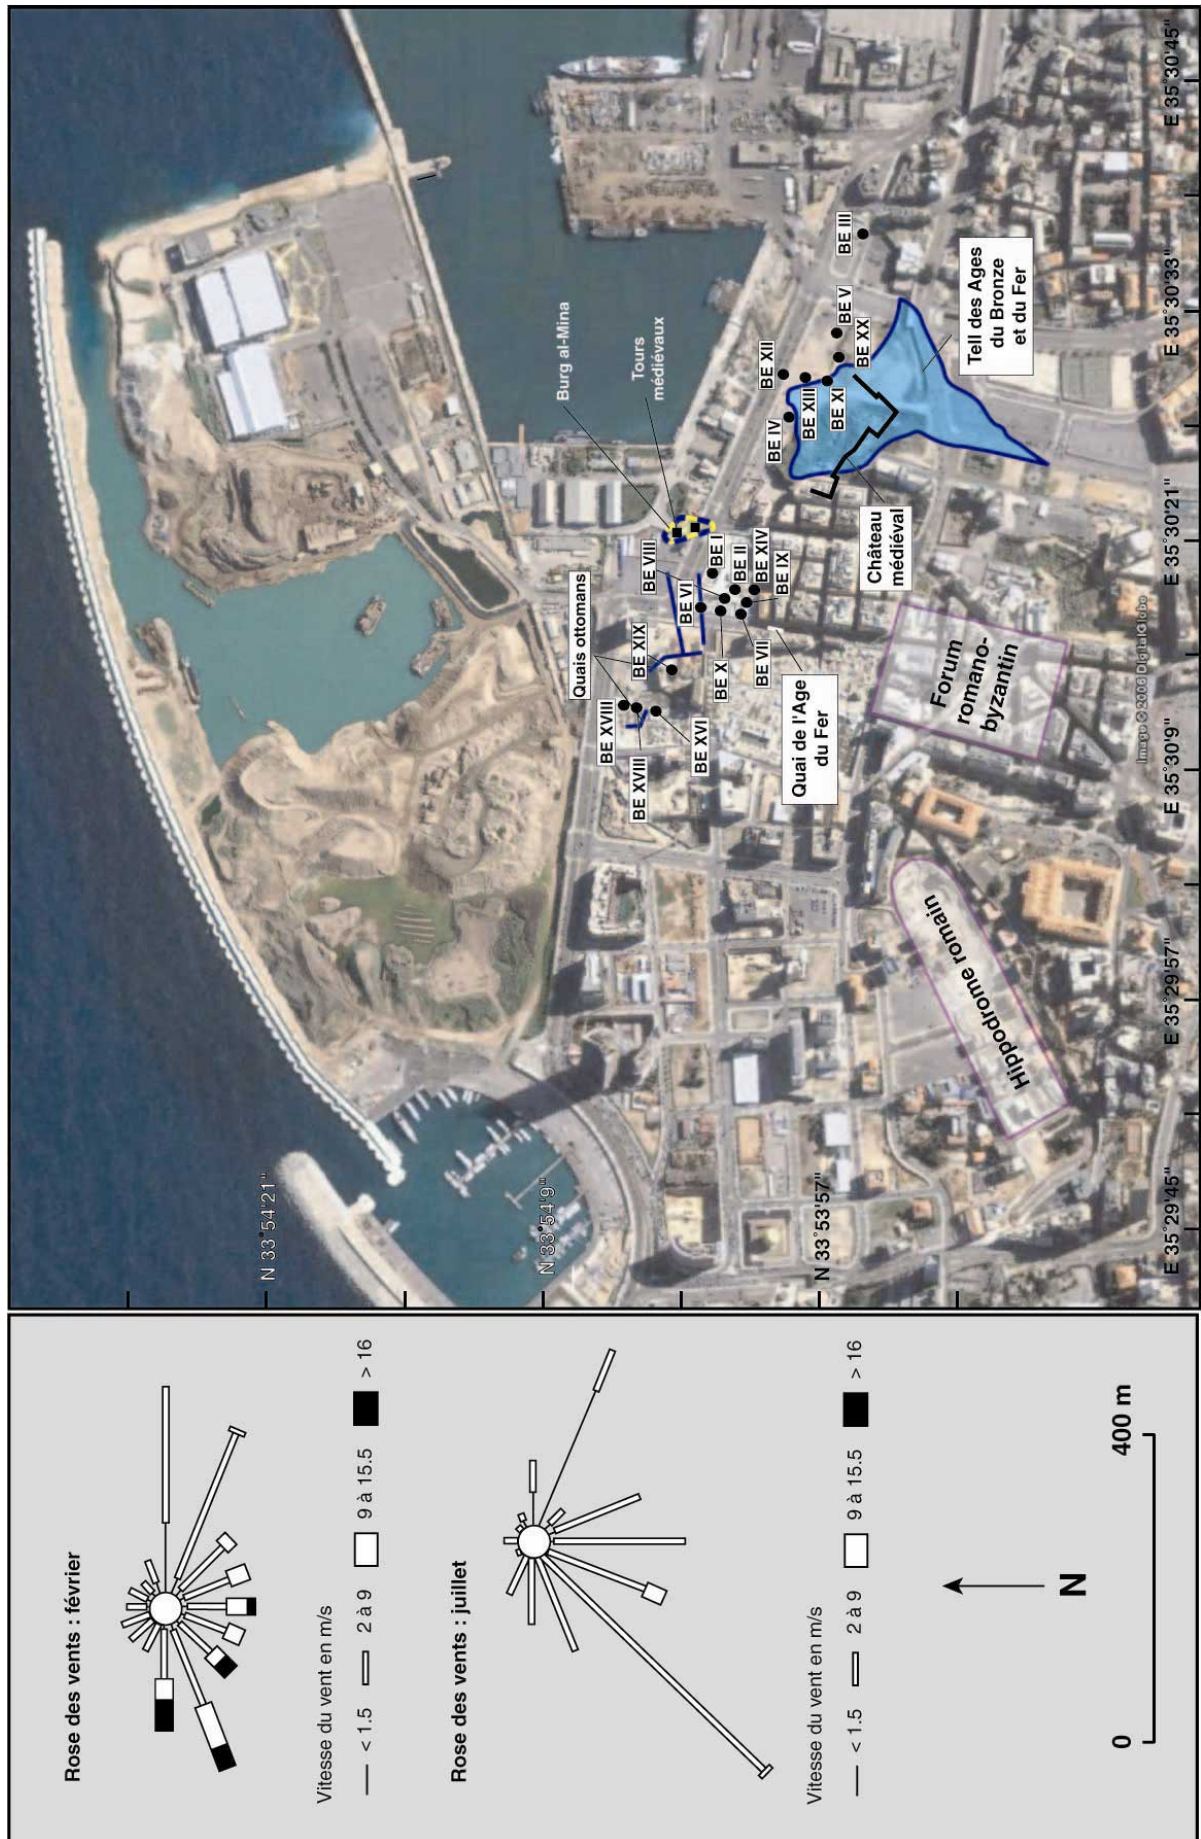 Rose des vents : février
Vitesse du vent en m/s
< 1.5
2 à 9
9 à 15.5
> 16
Rose des vents : juillet
Vitesse du vent en m/s
< 1.5
2 à 9
9 à 15.5
> 16
N
0
400 m
N 33°54'21"
N 33°54'9"
N 33°53'57"
E 35°29'45"
E 35°29'57"
E 35°30'9"
E 35°30'21"
E 35°30'33"
E 35°30'45"
Burg al-Mina
Tours
médiévaux
Quais ottomans
BE XVIII
BE XVIII
BE XVI
BE XIX
BE VIII
BE VI
BE I
BE II
BE XIV
BE IX
BE X
BE VII
Quai de l'Age
du Fer
BE XII
BE IV
BE XIII
BE XI
BE V
BE XX
BE III
Château
médiéval
Tell des Ages
du Bronze
et du Fer
Forum
romano-
byzantin
Hippodrome romain
Image © 2006 DigitalGlobe